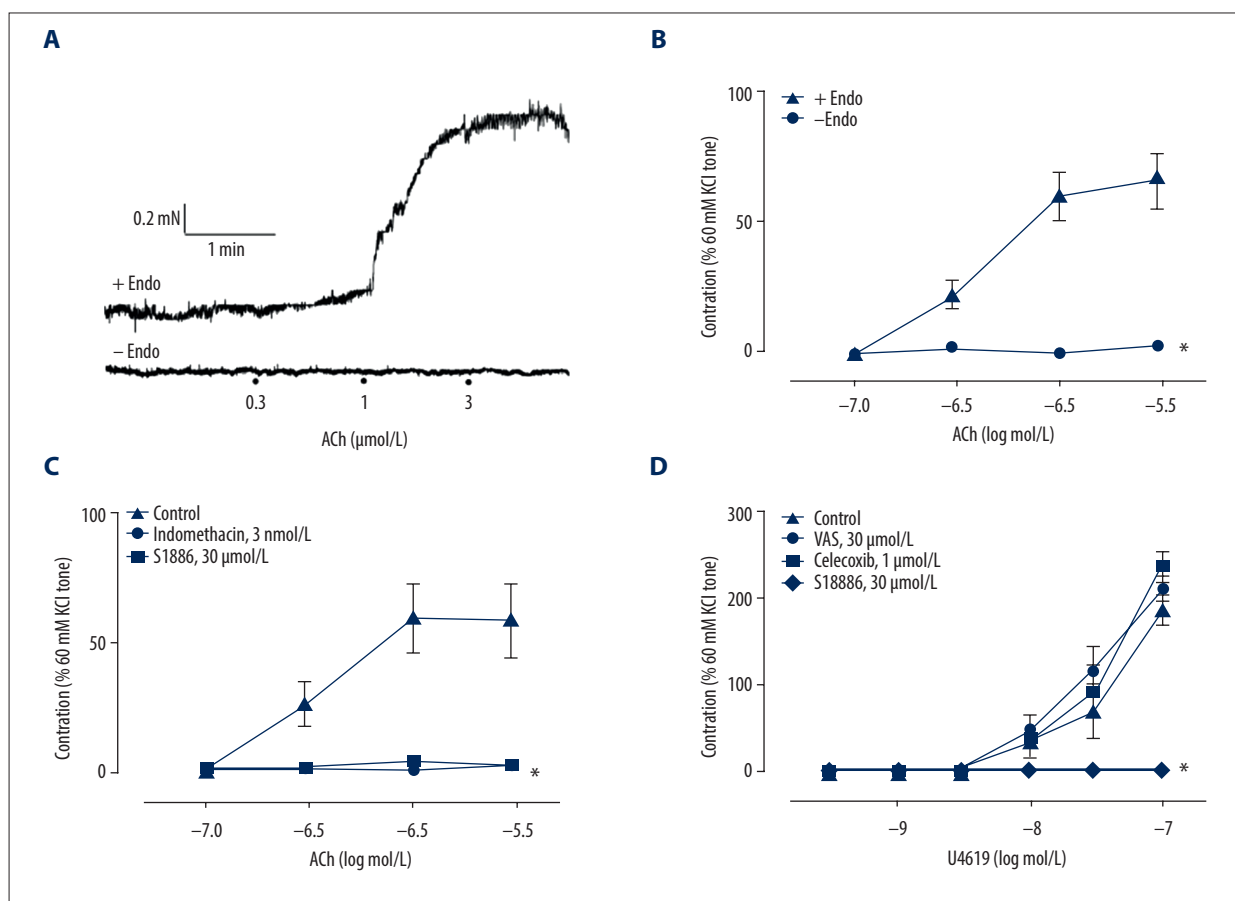 A
0.2 mN
1 min
+ Endo
− Endo
0.3
1
3
ACh (µmol/L)
B
+ Endo
−Endo
Contration (% 60 mM KCl tone)
100
50
0
−7.0
−6.5
−6.5
−5.5
ACh (log mol/L)
*
C
Control
Indomethacin, 3 nmol/L
S1886, 30 µmol/L
Contration (% 60 mM KCl tone)
100
50
0
−7.0
−6.5
−6.5
−5.5
ACh (log mol/L)
*
D
Control
VAS, 30 µmol/L
Celecoxib, 1 µmol/L
S18886, 30 µmol/L
Contration (% 60 mM KCl tone)
300
200
100
0
−9
−8
−7
U4619 (log mol/L)
*